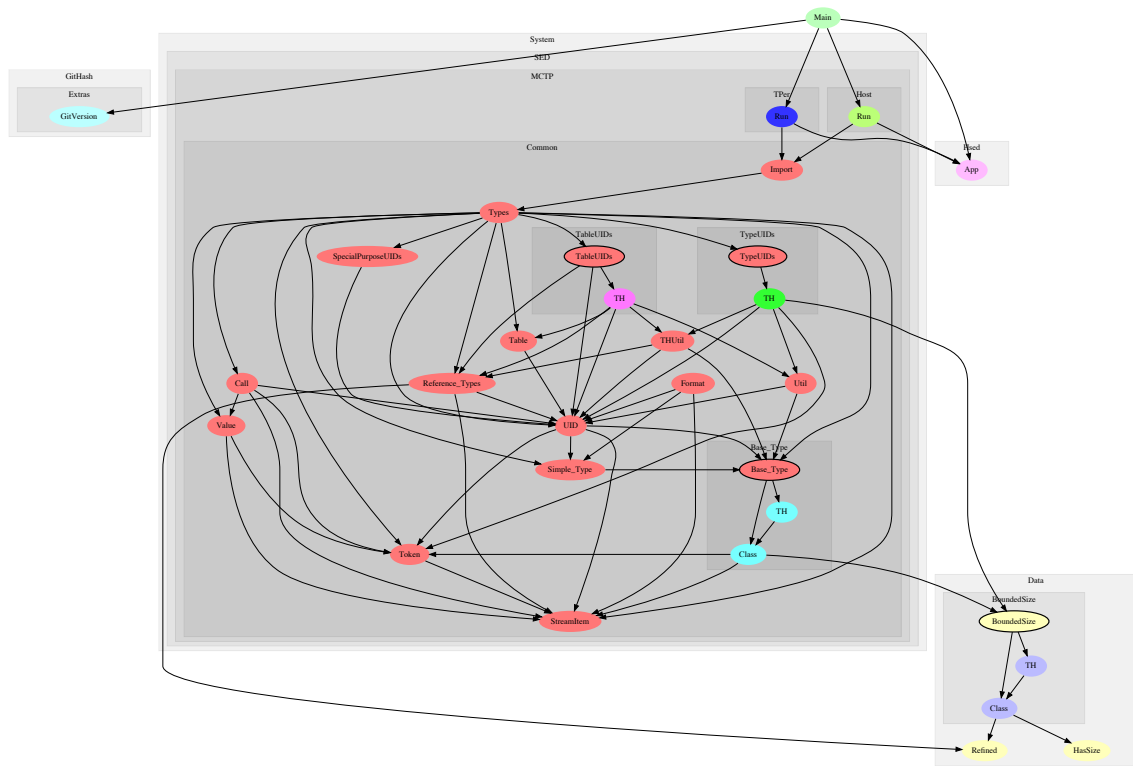 Main
System
SED
GitHash
MCTP
Extras
TPer
Host
GitVersion
Run
Run
Common
Fsed
Import
App
Types
TableUIDs
TypeUIDs
SpecialPurposeUIDs
TableUIDs
TypeUIDs
TH
TH
Table
THUtil
Call
Reference_Types
Format
Util
Value
UID
Base_Type
Simple_Type
Base_Type
TH
Token
Class
Data
BoundedSize
StreamItem
BoundedSize
TH
Class
Refined
HasSize